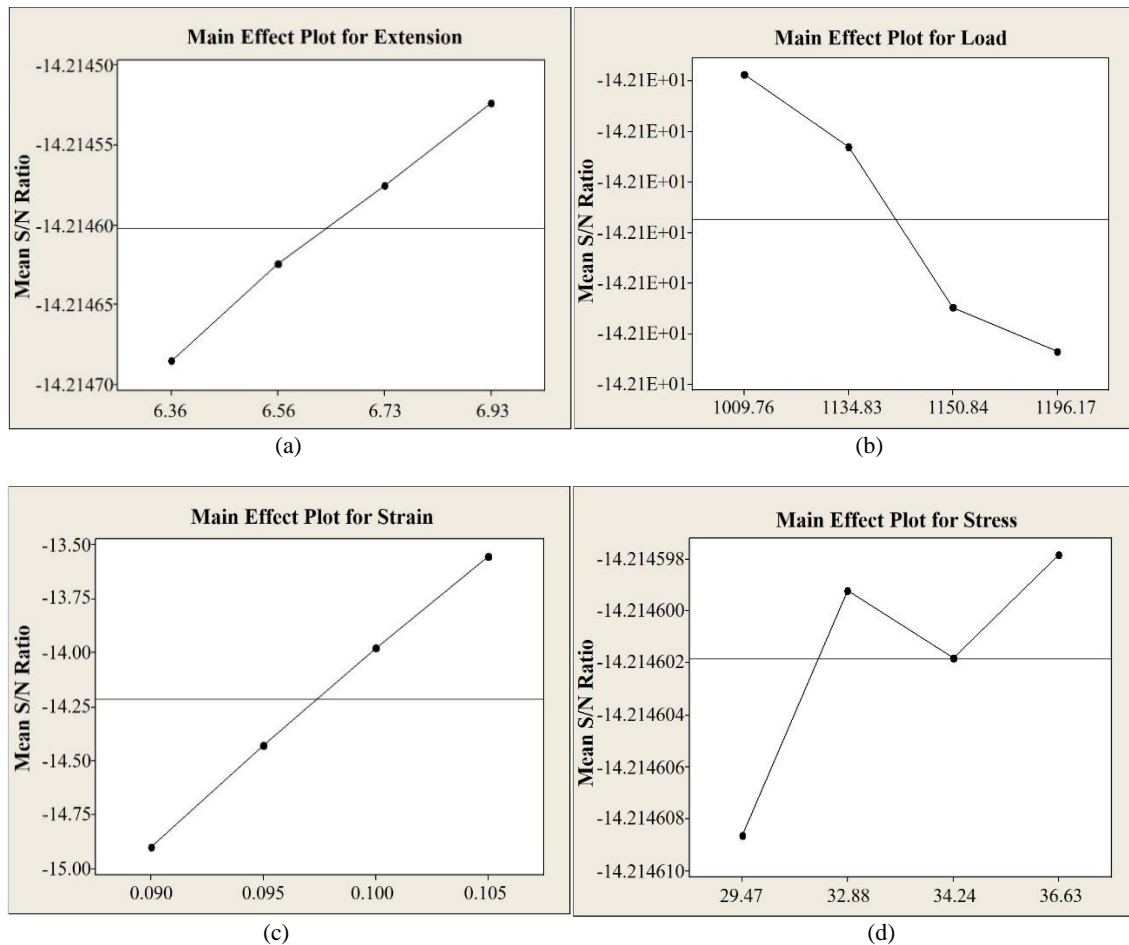 Main Effect Plot for Extension
Mean S/N Ratio
-14.21450
-14.21455
-14.21460
-14.21465
-14.21470
6.36 6.56 6.73 6.93
(a)
Main Effect Plot for Load
Mean S/N Ratio
-14.21E+01
-14.21E+01
-14.21E+01
-14.21E+01
-14.21E+01
-14.21E+01
-14.21E+01
1009.76 1134.83 1150.84 1196.17
(b)
Main Effect Plot for Strain
Mean S/N Ratio
-13.50
-13.75
-14.00
-14.25
-14.50
-14.75
-15.00
0.090 0.095 0.100 0.105
(c)
Main Effect Plot for Stress
Mean S/N Ratio
-14.214598
-14.214600
-14.214602
-14.214604
-14.214606
-14.214608
-14.214610
29.47 32.88 34.24 36.63
(d)